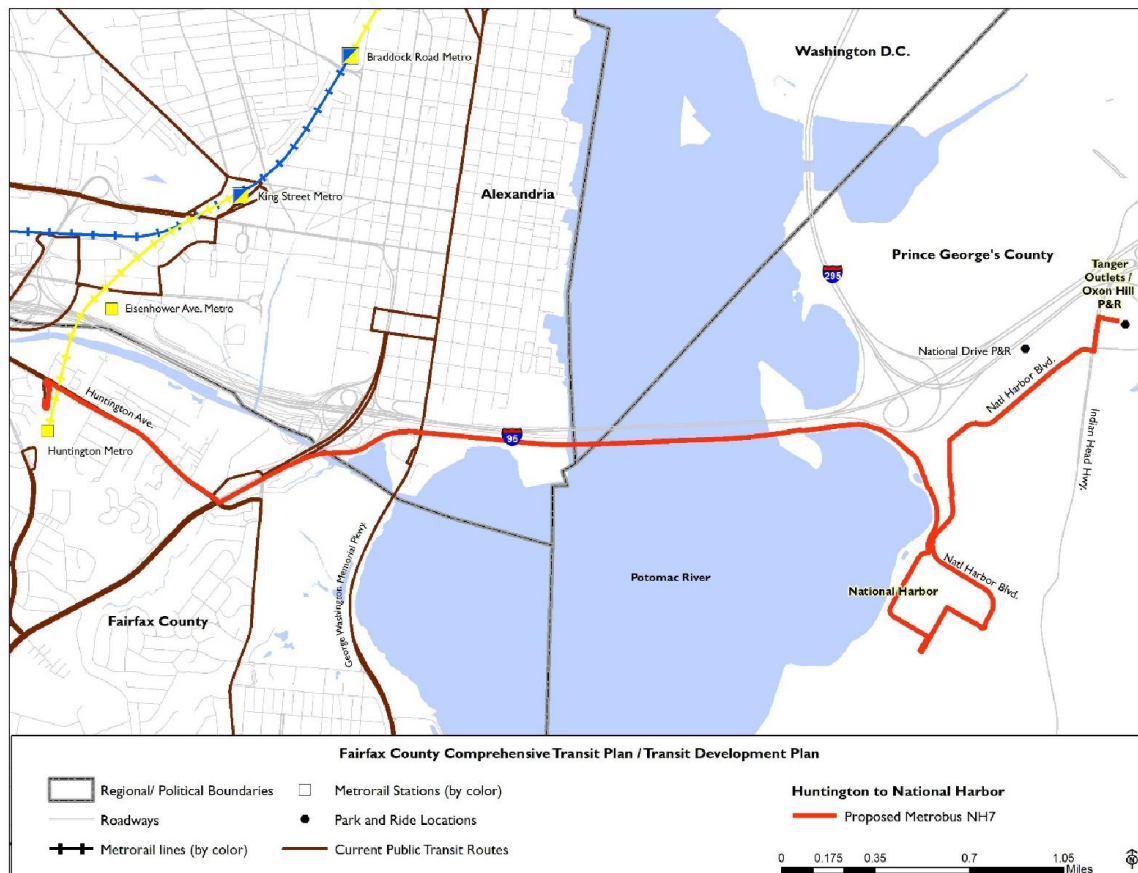 Washington D.C.
Braddock Road Metro
King Street Metro
Alexandria
Prince George's County
Tanger
Outlets /
Oxon Hill
P&R
295
Eisenhower Ave. Metro
National Drive P&R
Natl Harbor Blvd.
Huntington Ave.
95
Huntington Metro
Indian Head Hwy.
George Washington Memorial Pkwy.
Potomac River
Natl Harbor Blvd.
National Harbor
Fairfax County
Fairfax County Comprehensive Transit Plan / Transit Development Plan
Regional/ Political Boundaries
Metrorail Stations (by color)
Huntington to National Harbor
Roadways
Park and Ride Locations
Proposed Metrobus NH7
Metrorail lines (by color)
Current Public Transit Routes
0 0.175 0.35 0.7 1.05
Miles